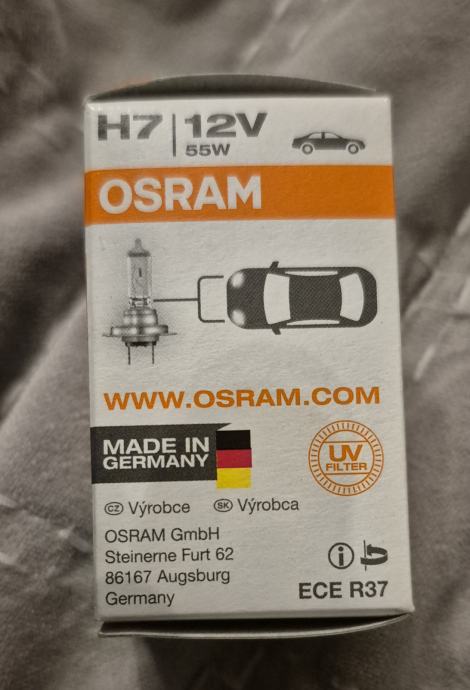 H7 | 12V
55W
OSRAM
WWW.OSRAM.COM
MADE IN
GERMANY
UV
FILTER
CZ Výrobce SK Výrobca
OSRAM GmbH
Steinerne Furt 62
86167 Augsburg
Germany
i
ECE R37